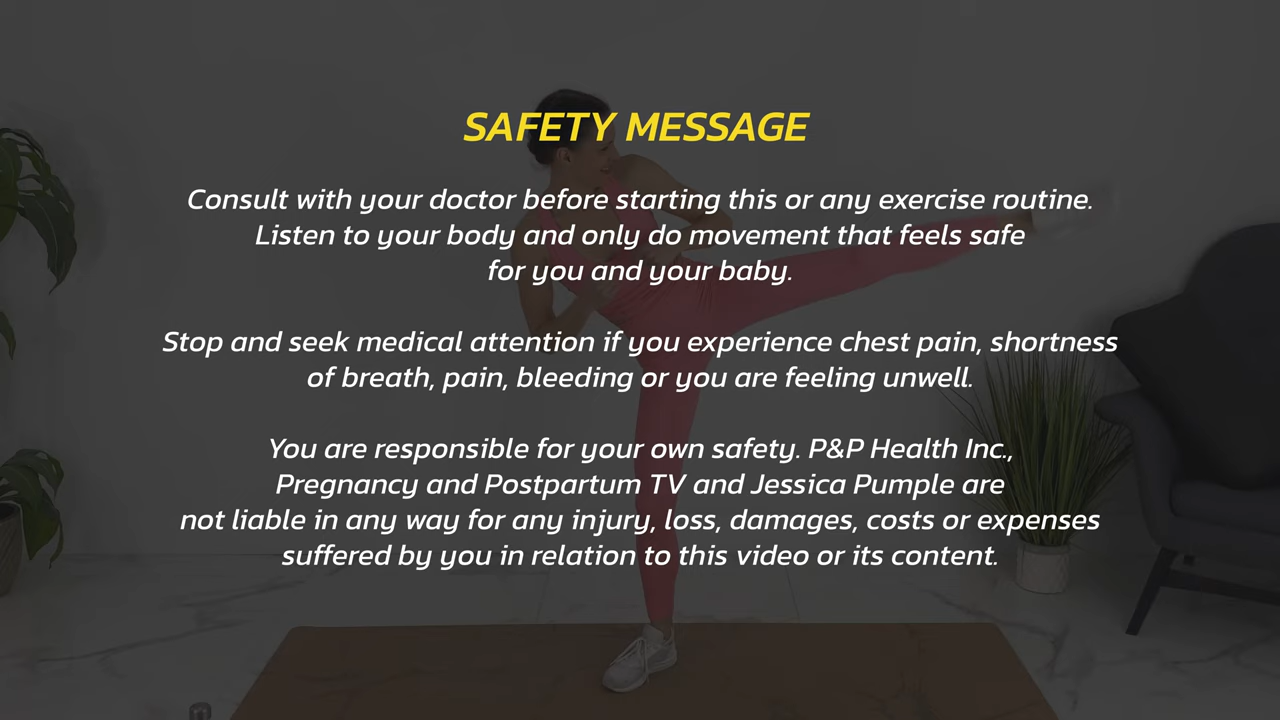 SAFETY MESSAGE
Consult with your doctor before starting this or any exercise routine.
Listen to your body and only do movement that feels safe
for you and your baby.
Stop and seek medical attention if you experience chest pain, shortness
of breath, pain, bleeding or you are feeling unwell.
You are responsible for your own safety. P&P Health Inc.,
Pregnancy and Postpartum TV and Jessica Pumple are
not liable in any way for any injury, loss, damages, costs or expenses
suffered by you in relation to this video or its content.